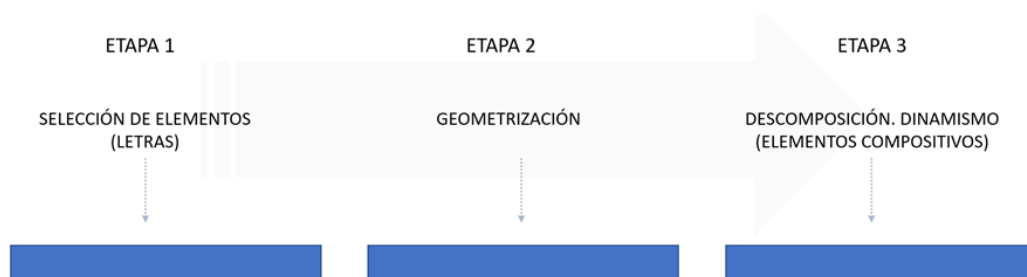 ETAPA 1
SELECCIÓN DE ELEMENTOS
(LETRAS)
ETAPA 2
GEOMETRIZACIÓN
ETAPA 3
DESCOMPOSICIÓN. DINAMISMO
(ELEMENTOS COMPOSITIVOS)